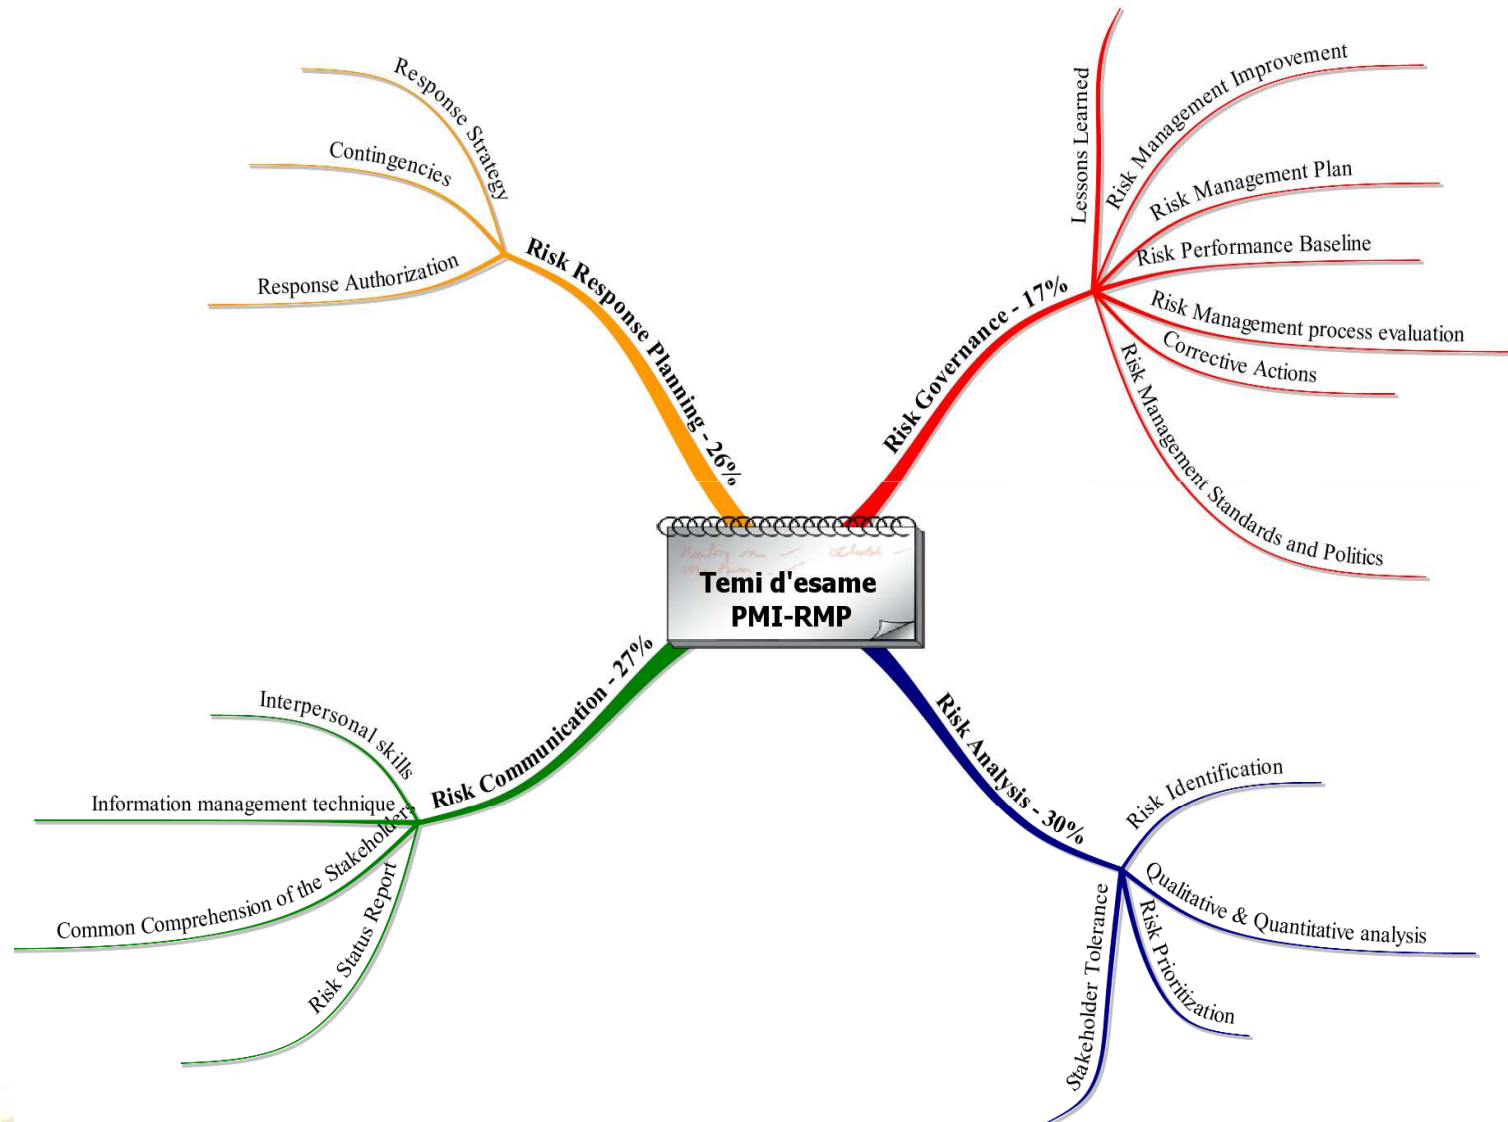 Temi d'esame
PMI-RMP
Risk Governance - 17%
Lessons Learned
Risk Management Improvement
Risk Management Plan
Risk Performance Baseline
Risk Management process evaluation
Corrective Actions
Risk Management Standards and Politics
Risk Analysis - 30%
Risk Identification
Qualitative & Quantitative analysis
Risk Prioritization
Stakeholder Tolerance
Risk Communication - 27%
Interpersonal skills
Information management technique
Common Comprehension of the Stakeholders
Risk Status Report
Risk Response Planning - 26%
Response Strategy
Contingencies
Response Authorization